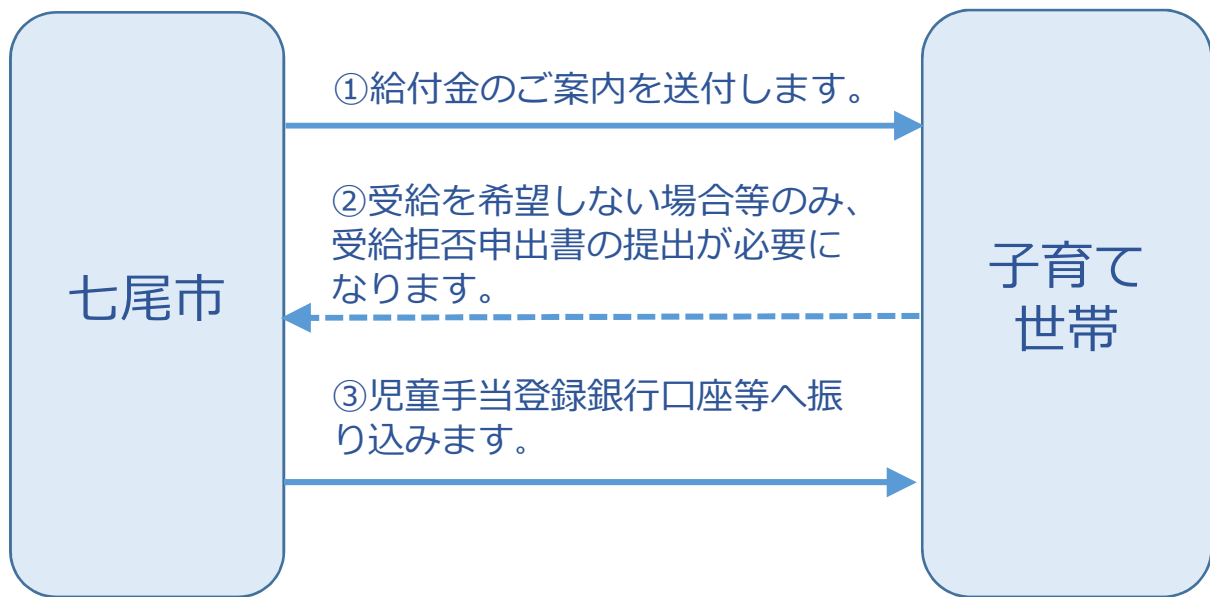 ①給付金のご案内を送付します。
②受給を希望しない場合等のみ、
受給拒否申出書の提出が必要に
なります。
七尾市
子育て
世帯
③児童手当登録銀行口座等へ振
り込みます。